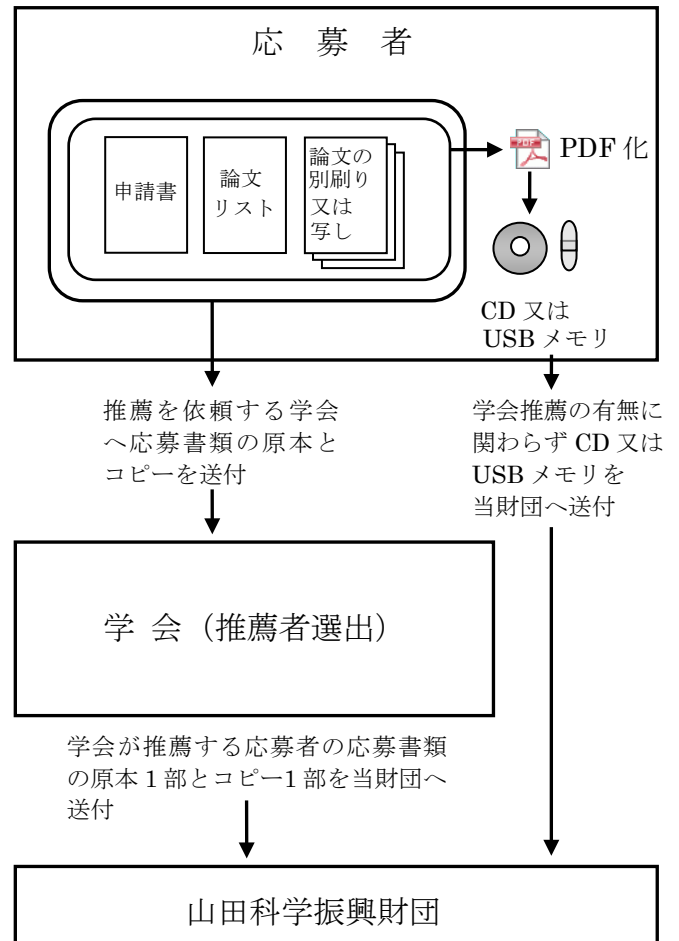 応 募 者
申請書
論文
リスト
論文の
別刷り
又は
写し
PDF
PDF 化
CD 又は
USB メモリ
推薦を依頼する学会
へ応募書類の原本と
コピーを送付
学会推薦の有無に
関わらず CD 又は
USB メモリを
当財団へ送付
学 会（推薦者選出）
学会が推薦する応募者の応募書類
の原本 1 部とコピー1 部を当財団へ
送付
山田科学振興財団